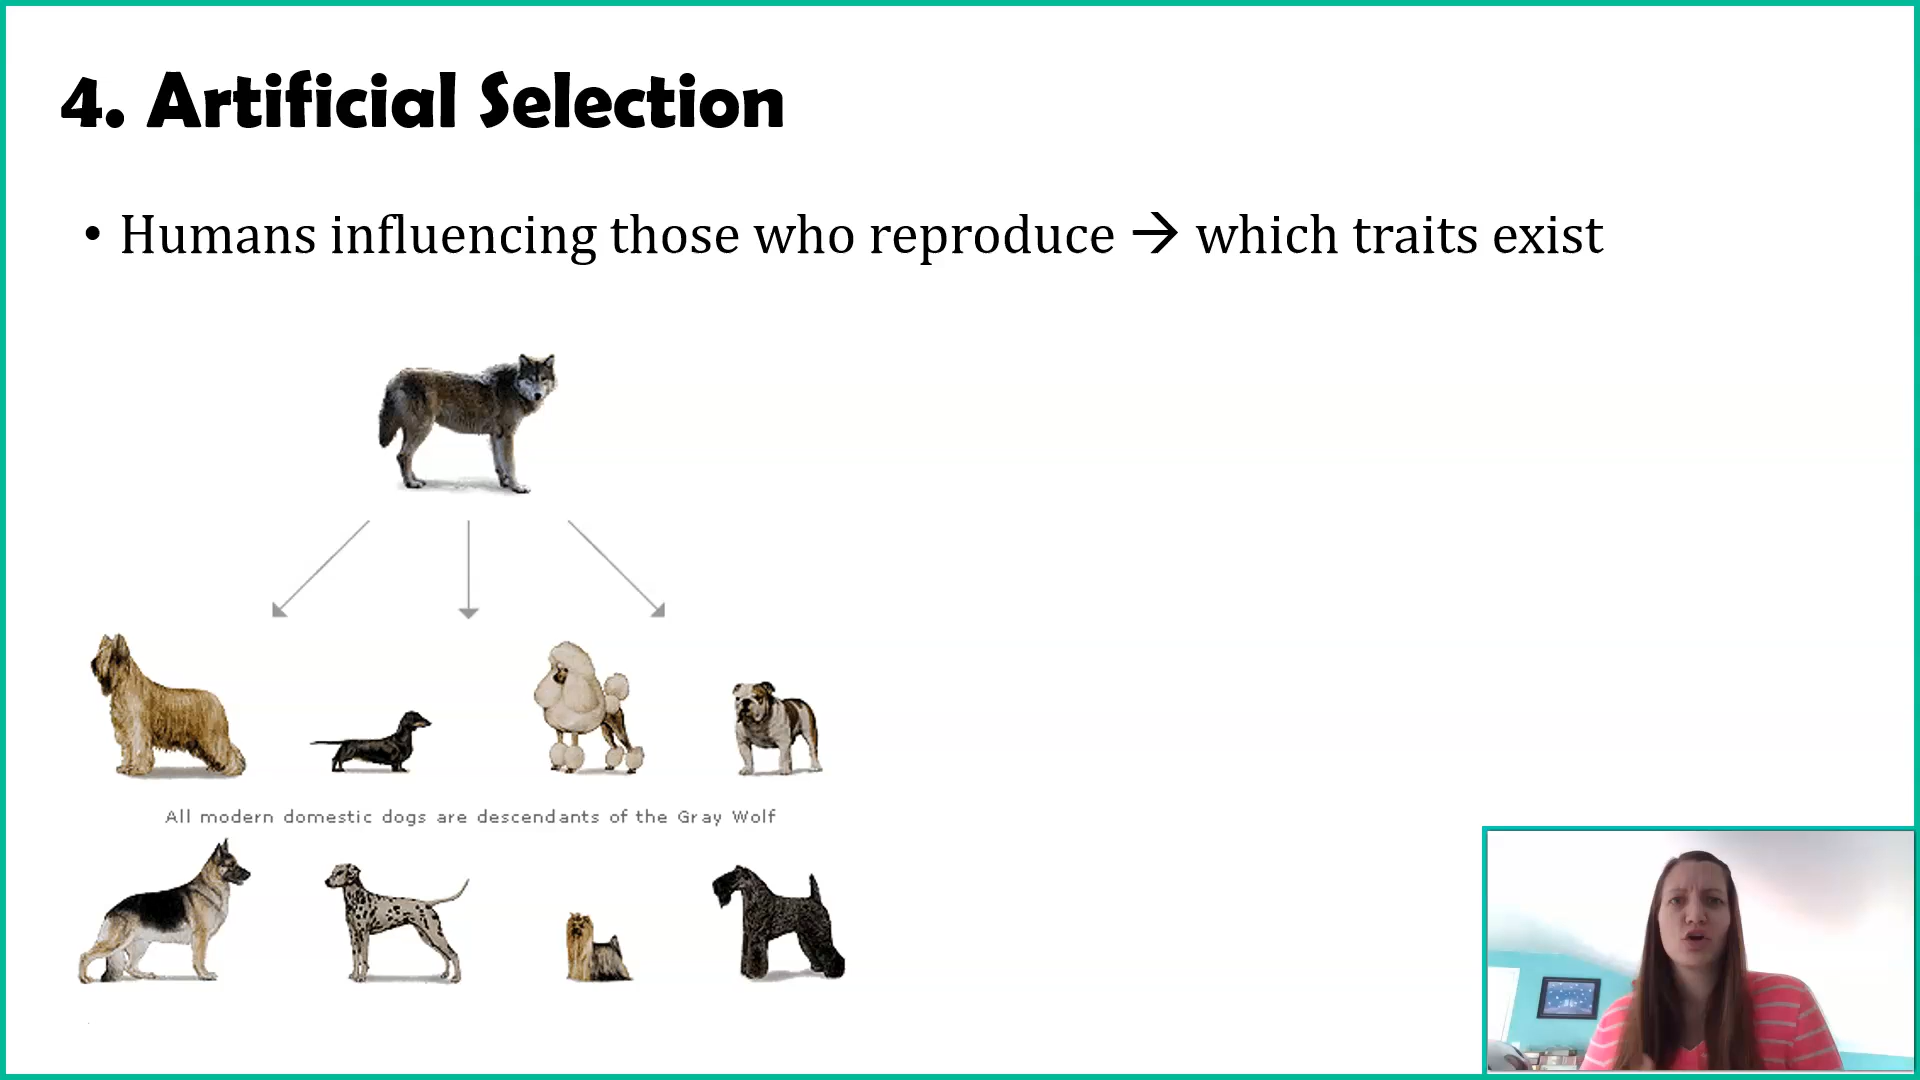 4. Artificial Selection
• Humans influencing those who reproduce → which traits exist
All modern domestic dogs are descendants of the Gray Wolf